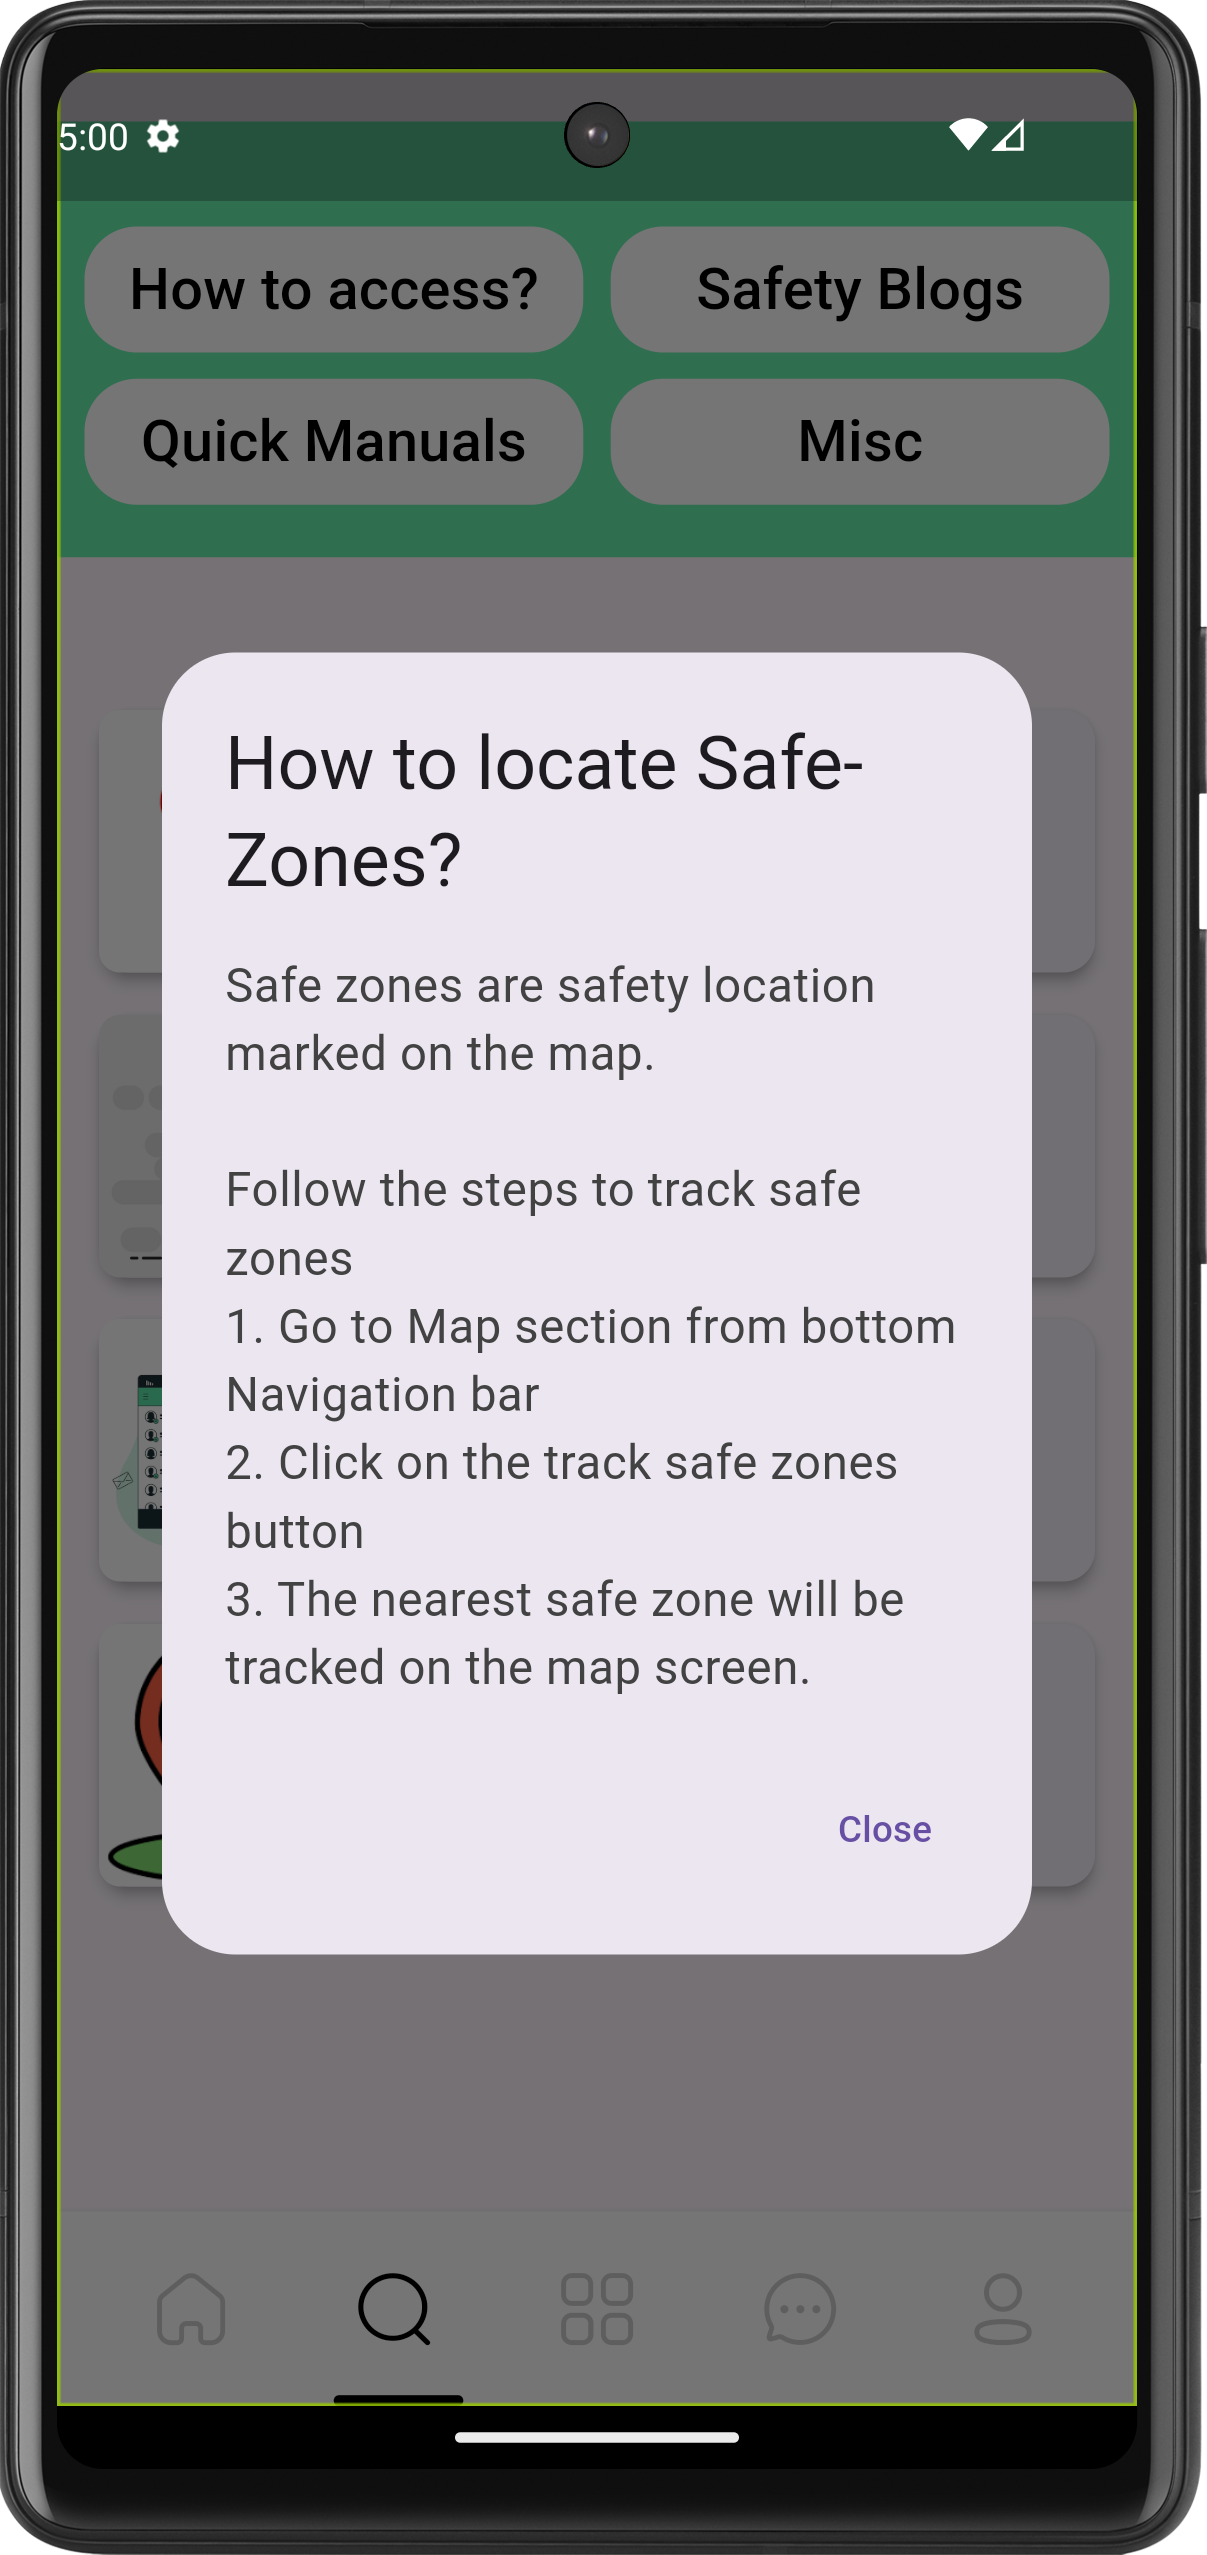 5:00
How to access?
Safety Blogs
Quick Manuals
Misc
How to locate Safe-
Zones?
Safe zones are safety location
marked on the map.
Follow the steps to track safe
zones
1. Go to Map section from bottom
Navigation bar
2. Click on the track safe zones
button
3. The nearest safe zone will be
tracked on the map screen.
Close